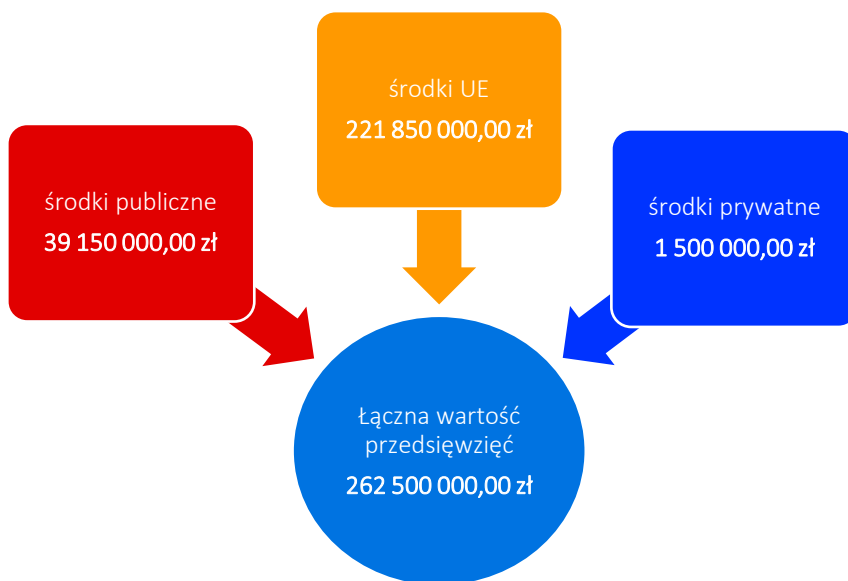 środki UE
221 850 000,00 zł
środki publiczne
39 150 000,00 zł
środki prywatne
1 500 000,00 zł
Łączna wartość
przedsięwzięć
262 500 000,00 zł